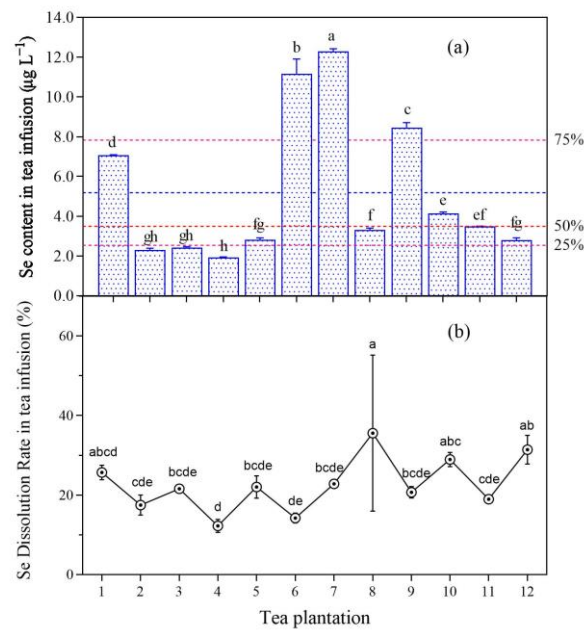 Se content in tea infusion (µg L⁻¹)
14.0
12.0
10.0
8.0
6.0
4.0
2.0
0.0
(a)
d
gh
gh
h
fg
b
a
f
c
e
ef
fg
75%
50%
25%
Se Dissolution Rate in tea infusion (%)
60
40
20
0
(b)
abcd
cde
bcde
d
bcde
de
bcde
a
bcde
abc
cde
ab
1 2 3 4 5 6 7 8 9 10 11 12
Tea plantation